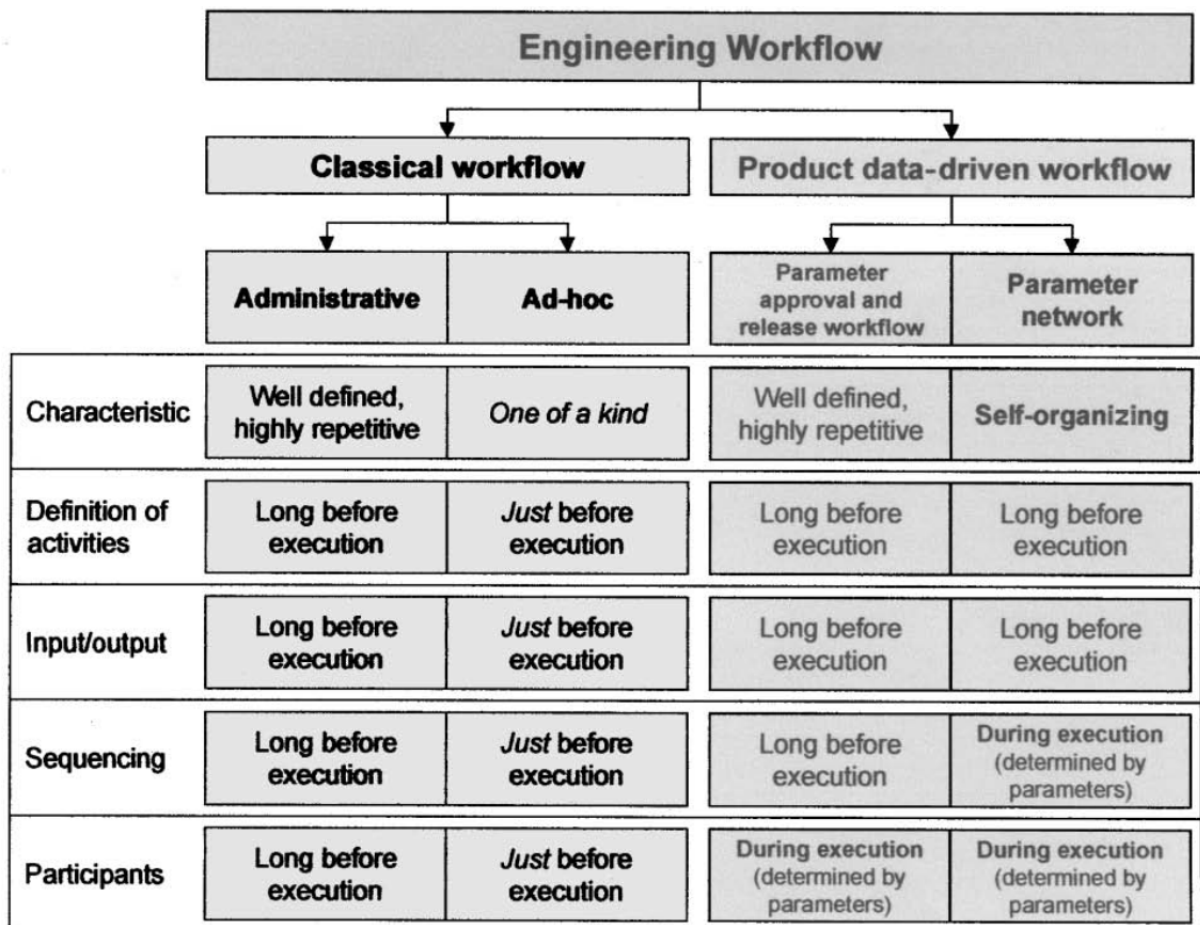 Engineering Workflow
Classical workflow
Product data-driven workflow
Administrative
Ad-hoc
Parameter
approval and
release workflow
Parameter
network
Characteristic
Well defined,
highly repetitive
One of a kind
Well defined,
highly repetitive
Self-organizing
Definition of
activities
Long before
execution
Just before
execution
Long before
execution
Long before
execution
Input/output
Long before
execution
Just before
execution
Long before
execution
Long before
execution
Sequencing
Long before
execution
Just before
execution
Long before
execution
During execution
(determined by
parameters)
Participants
Long before
execution
Just before
execution
During execution
(determined by
parameters)
During execution
(determined by
parameters)